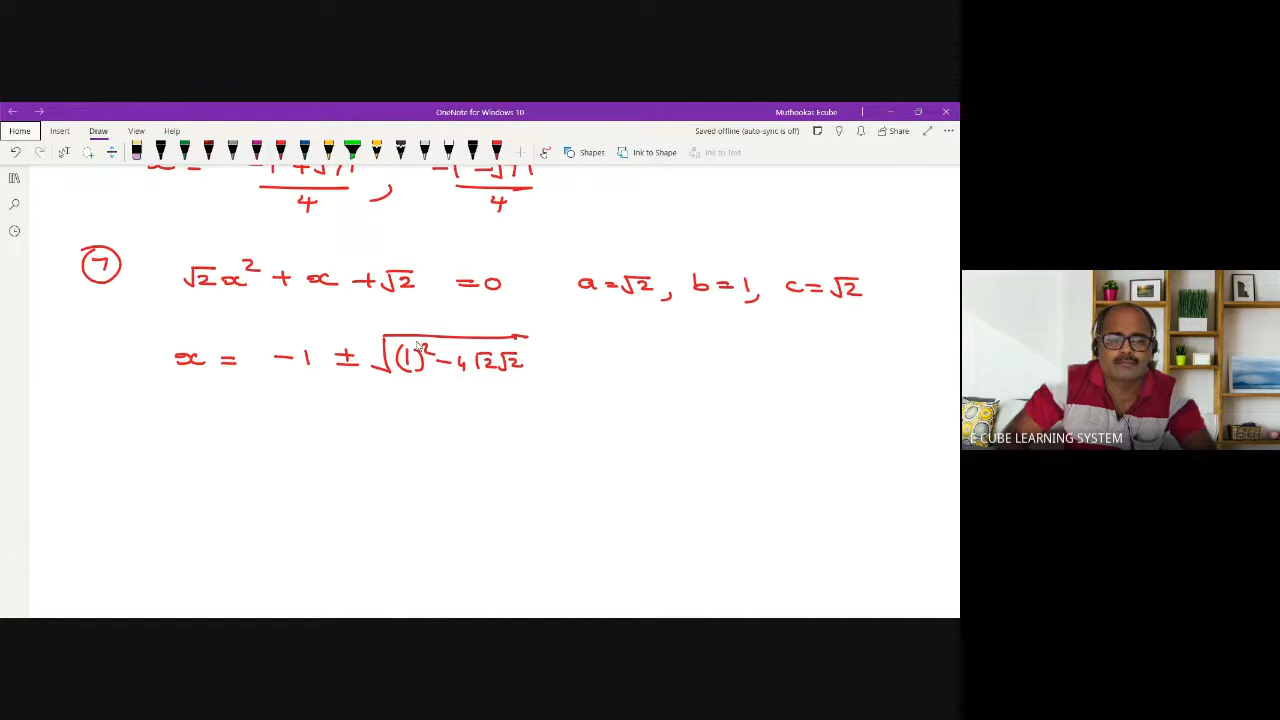 OneNote for Windows 10
Muthookas Ecube
Home Insert Draw View Help
Saved offline (auto-sync is off)
Share
Shapes Ink to Shape Ink to Text
4 , 4
⑦ √2x² + x + √2 = 0 a = √2, b = 1, c = √2
x = -1 ± √(1)² - 4√2√2
E CUBE LEARNING SYSTEM